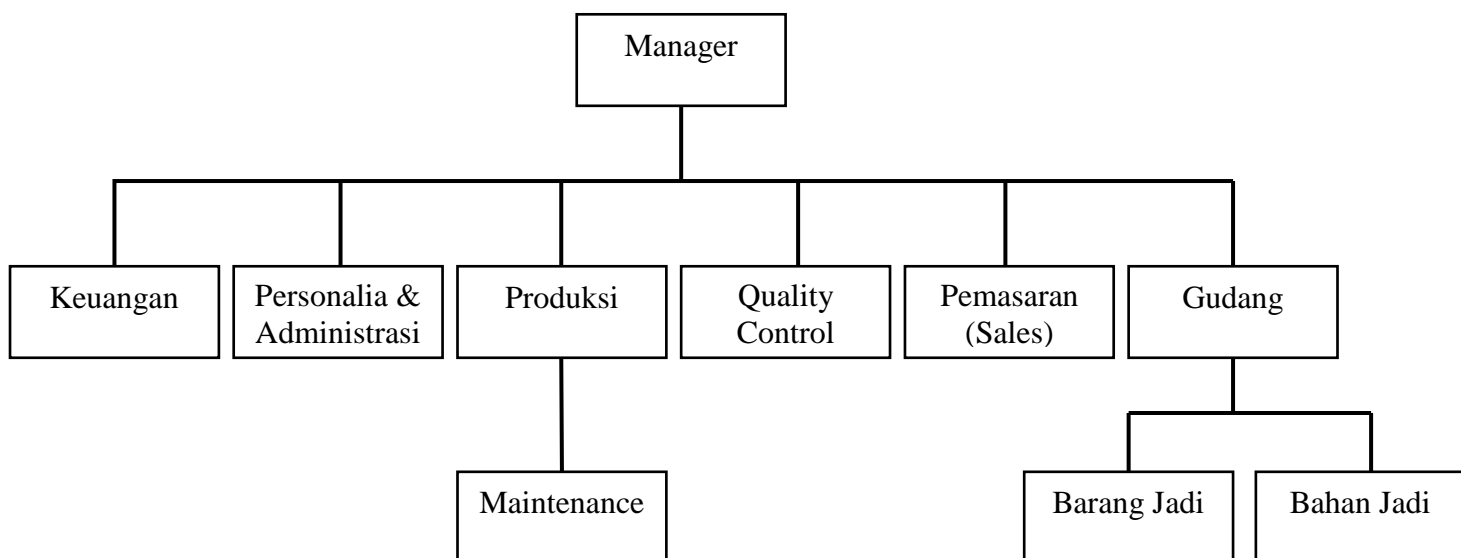 Manager
Keuangan
Personalia &
Administrasi
Produksi
Quality
Control
Pemasaran
(Sales)
Gudang
Maintenance
Barang Jadi
Bahan Jadi